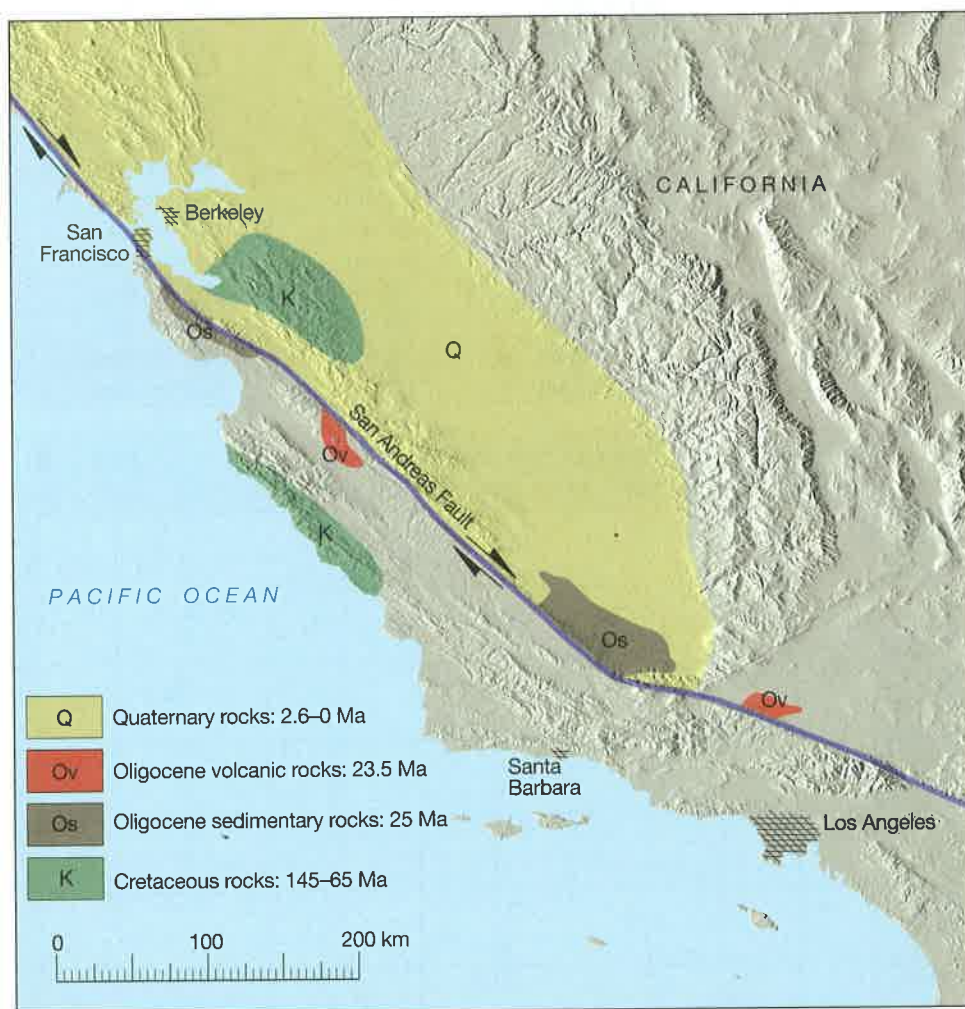 CALIFORNIA
Berkeley
San
Francisco
K
Os
Q
San Andreas Fault
Ov
K
PACIFIC OCEAN
Os
Ov
Q Quaternary rocks: 2.6–0 Ma
Ov Oligocene volcanic rocks: 23.5 Ma
Os Oligocene sedimentary rocks: 25 Ma
K Cretaceous rocks: 145–65 Ma
Santa
Barbara
Los Angeles
0 100 200 km